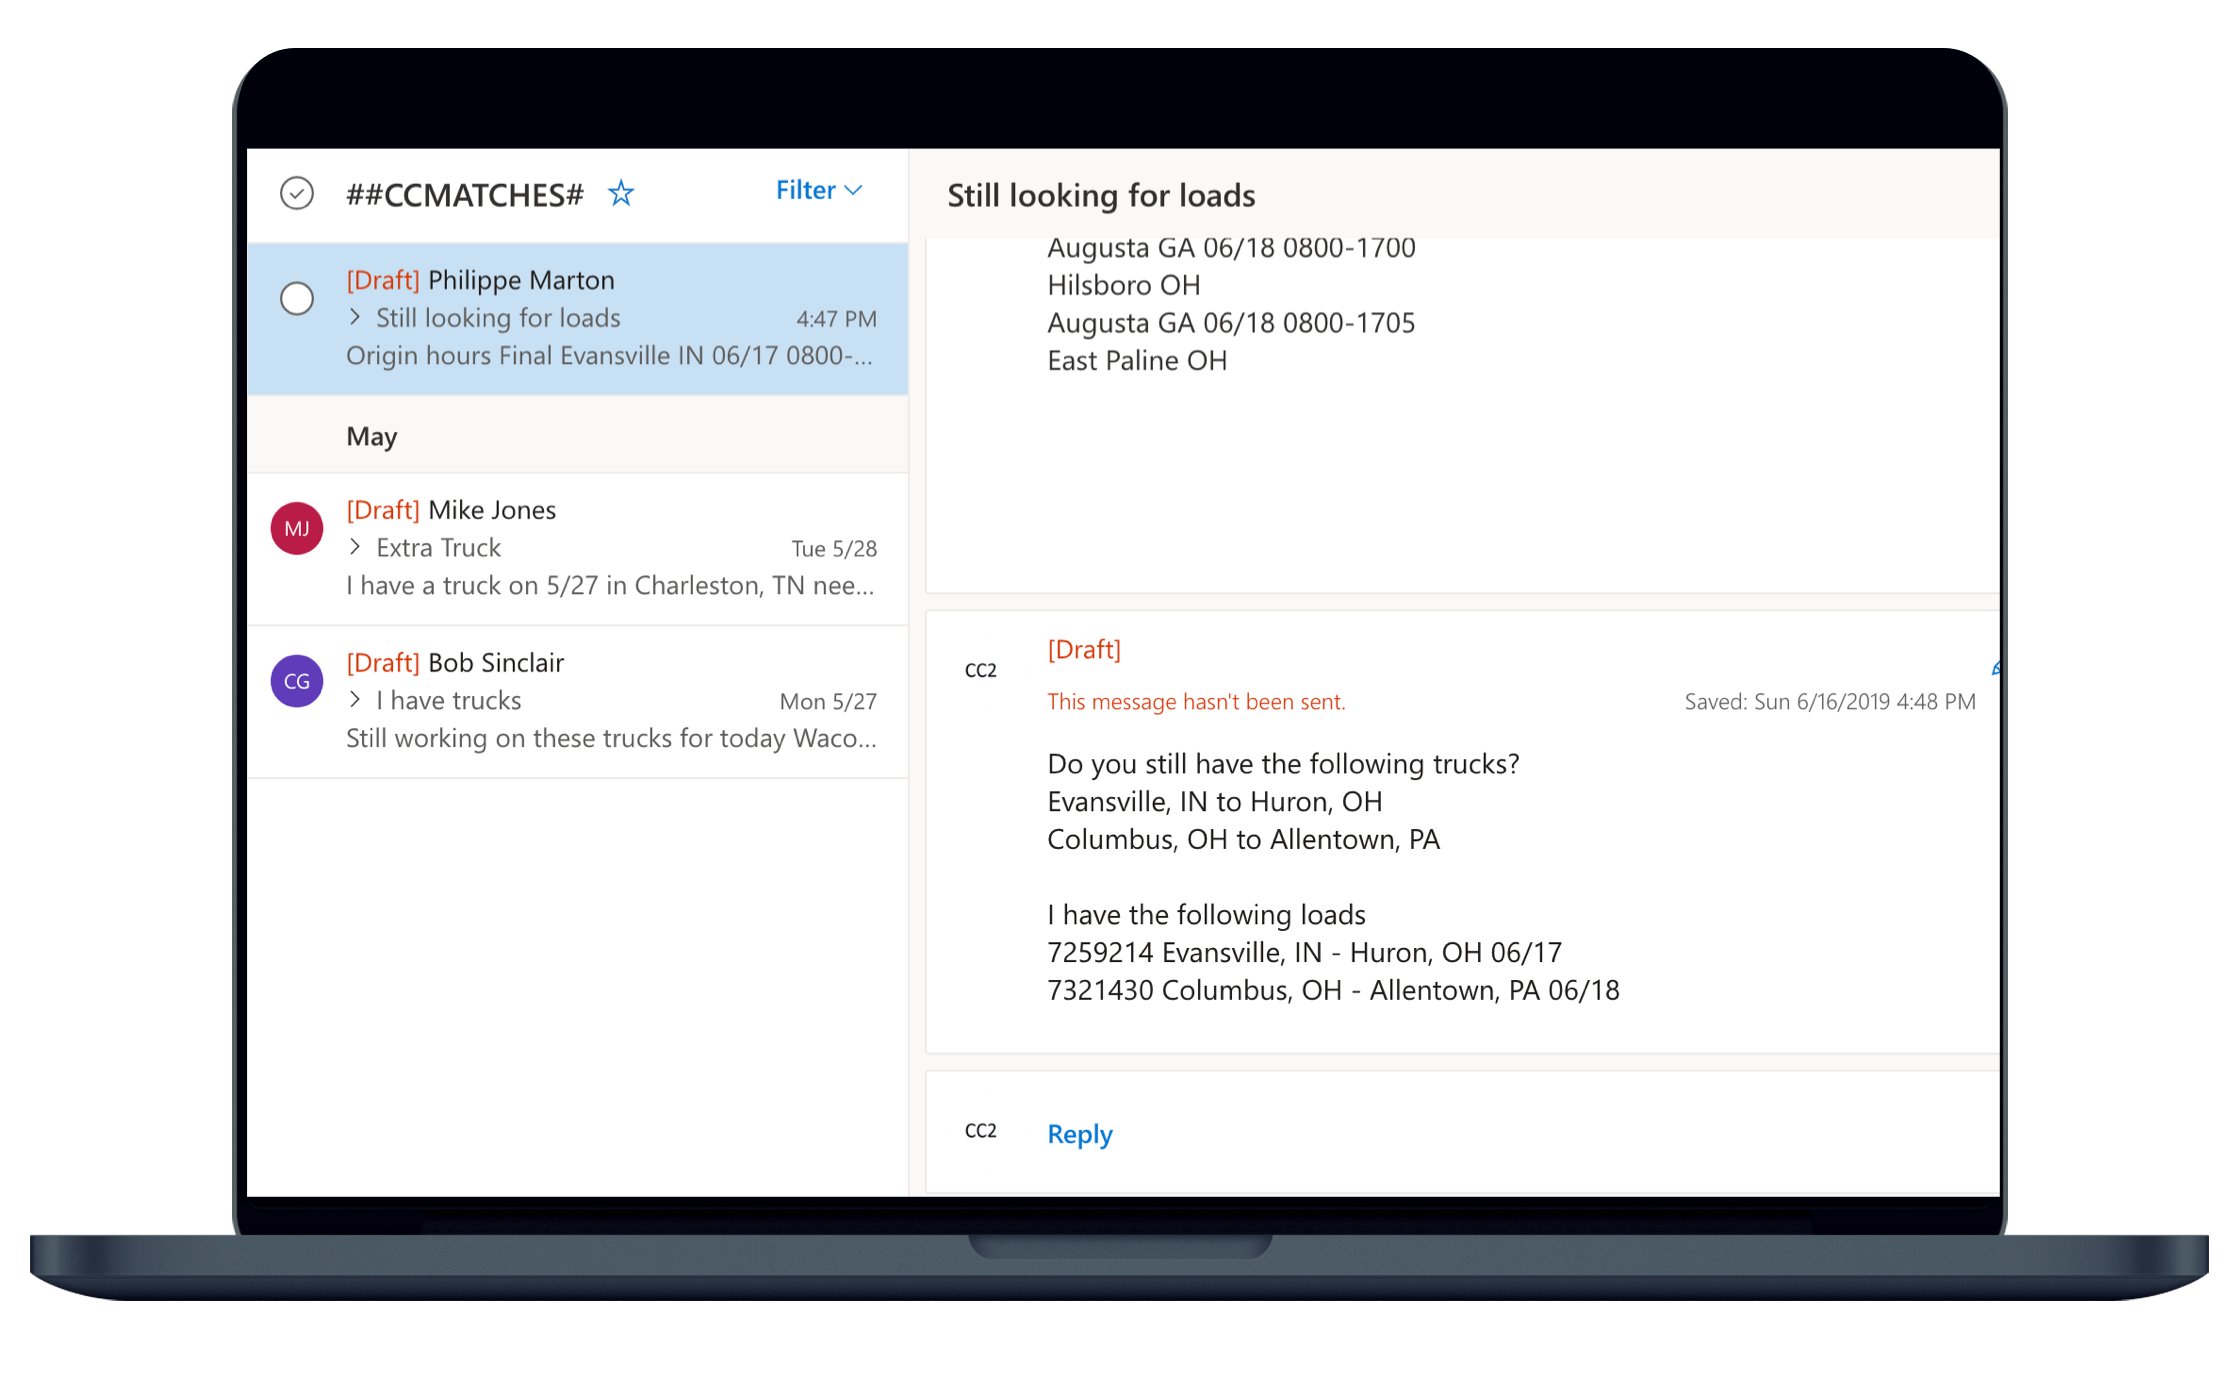 ##CCMATCHES#
Filter
[Draft] Philippe Marton
Still looking for loads 4:47 PM
Origin hours Final Evansville IN 06/17 0800-...
May
MJ
[Draft] Mike Jones
Extra Truck Tue 5/28
I have a truck on 5/27 in Charleston, TN nee...
CG
[Draft] Bob Sinclair
I have trucks Mon 5/27
Still working on these trucks for today Waco...
Still looking for loads
Augusta GA 06/18 0800-1700
Hilsboro OH
Augusta GA 06/18 0800-1705
East Paline OH
CC2
[Draft]
This message hasn't been sent. Saved: Sun 6/16/2019 4:48 PM
Do you still have the following trucks?
Evansville, IN to Huron, OH
Columbus, OH to Allentown, PA
I have the following loads
7259214 Evansville, IN - Huron, OH 06/17
7321430 Columbus, OH - Allentown, PA 06/18
CC2
Reply